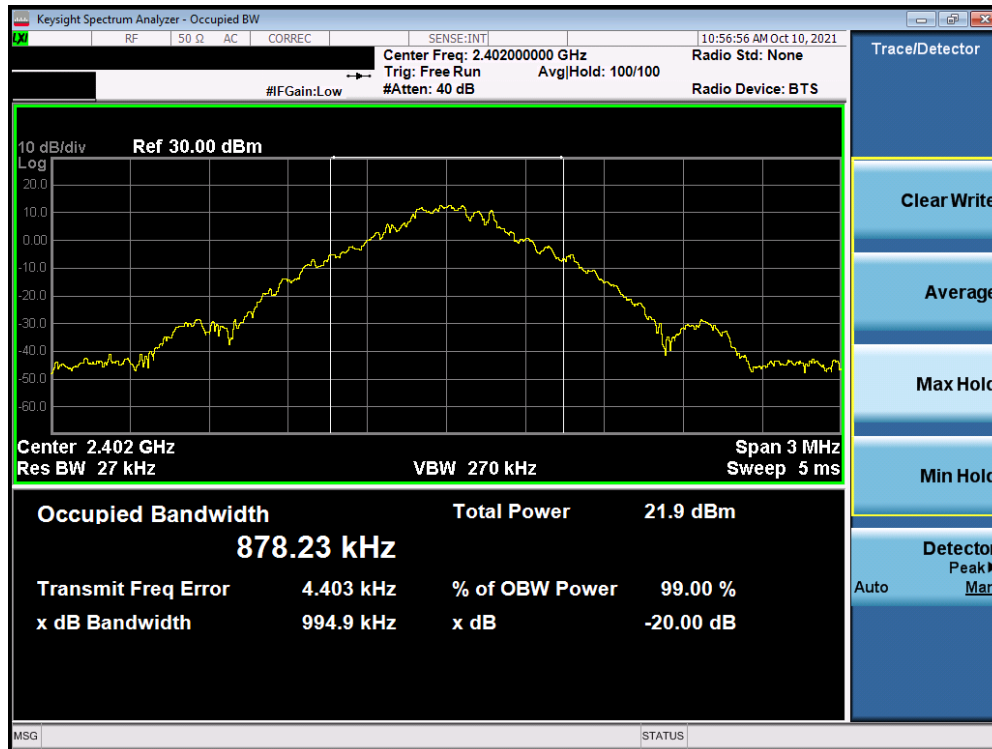 Keysight Spectrum Analyzer - Occupied BW
LXI RF 50 Ω AC CORREC SENSE:INT 10:56:56 AM Oct 10, 2021
Center Freq: 2.402000000 GHz Radio Std: None
Trig: Free Run Avg|Hold: 100/100
#IFGain:Low #Atten: 40 dB Radio Device: BTS
Trace/Detector
10 dB/div Ref 30.00 dBm
Log
20.0
10.0
0.00
-10.0
-20.0
-30.0
-40.0
-50.0
-60.0
Center 2.402 GHz Span 3 MHz
Res BW 27 kHz VBW 270 kHz Sweep 5 ms
Occupied Bandwidth Total Power 21.9 dBm
878.23 kHz
Transmit Freq Error 4.403 kHz % of OBW Power 99.00 %
x dB Bandwidth 994.9 kHz x dB -20.00 dB
Clear Write
Average
Max Hold
Min Hold
Detector
Peak
Auto Man
MSG STATUS